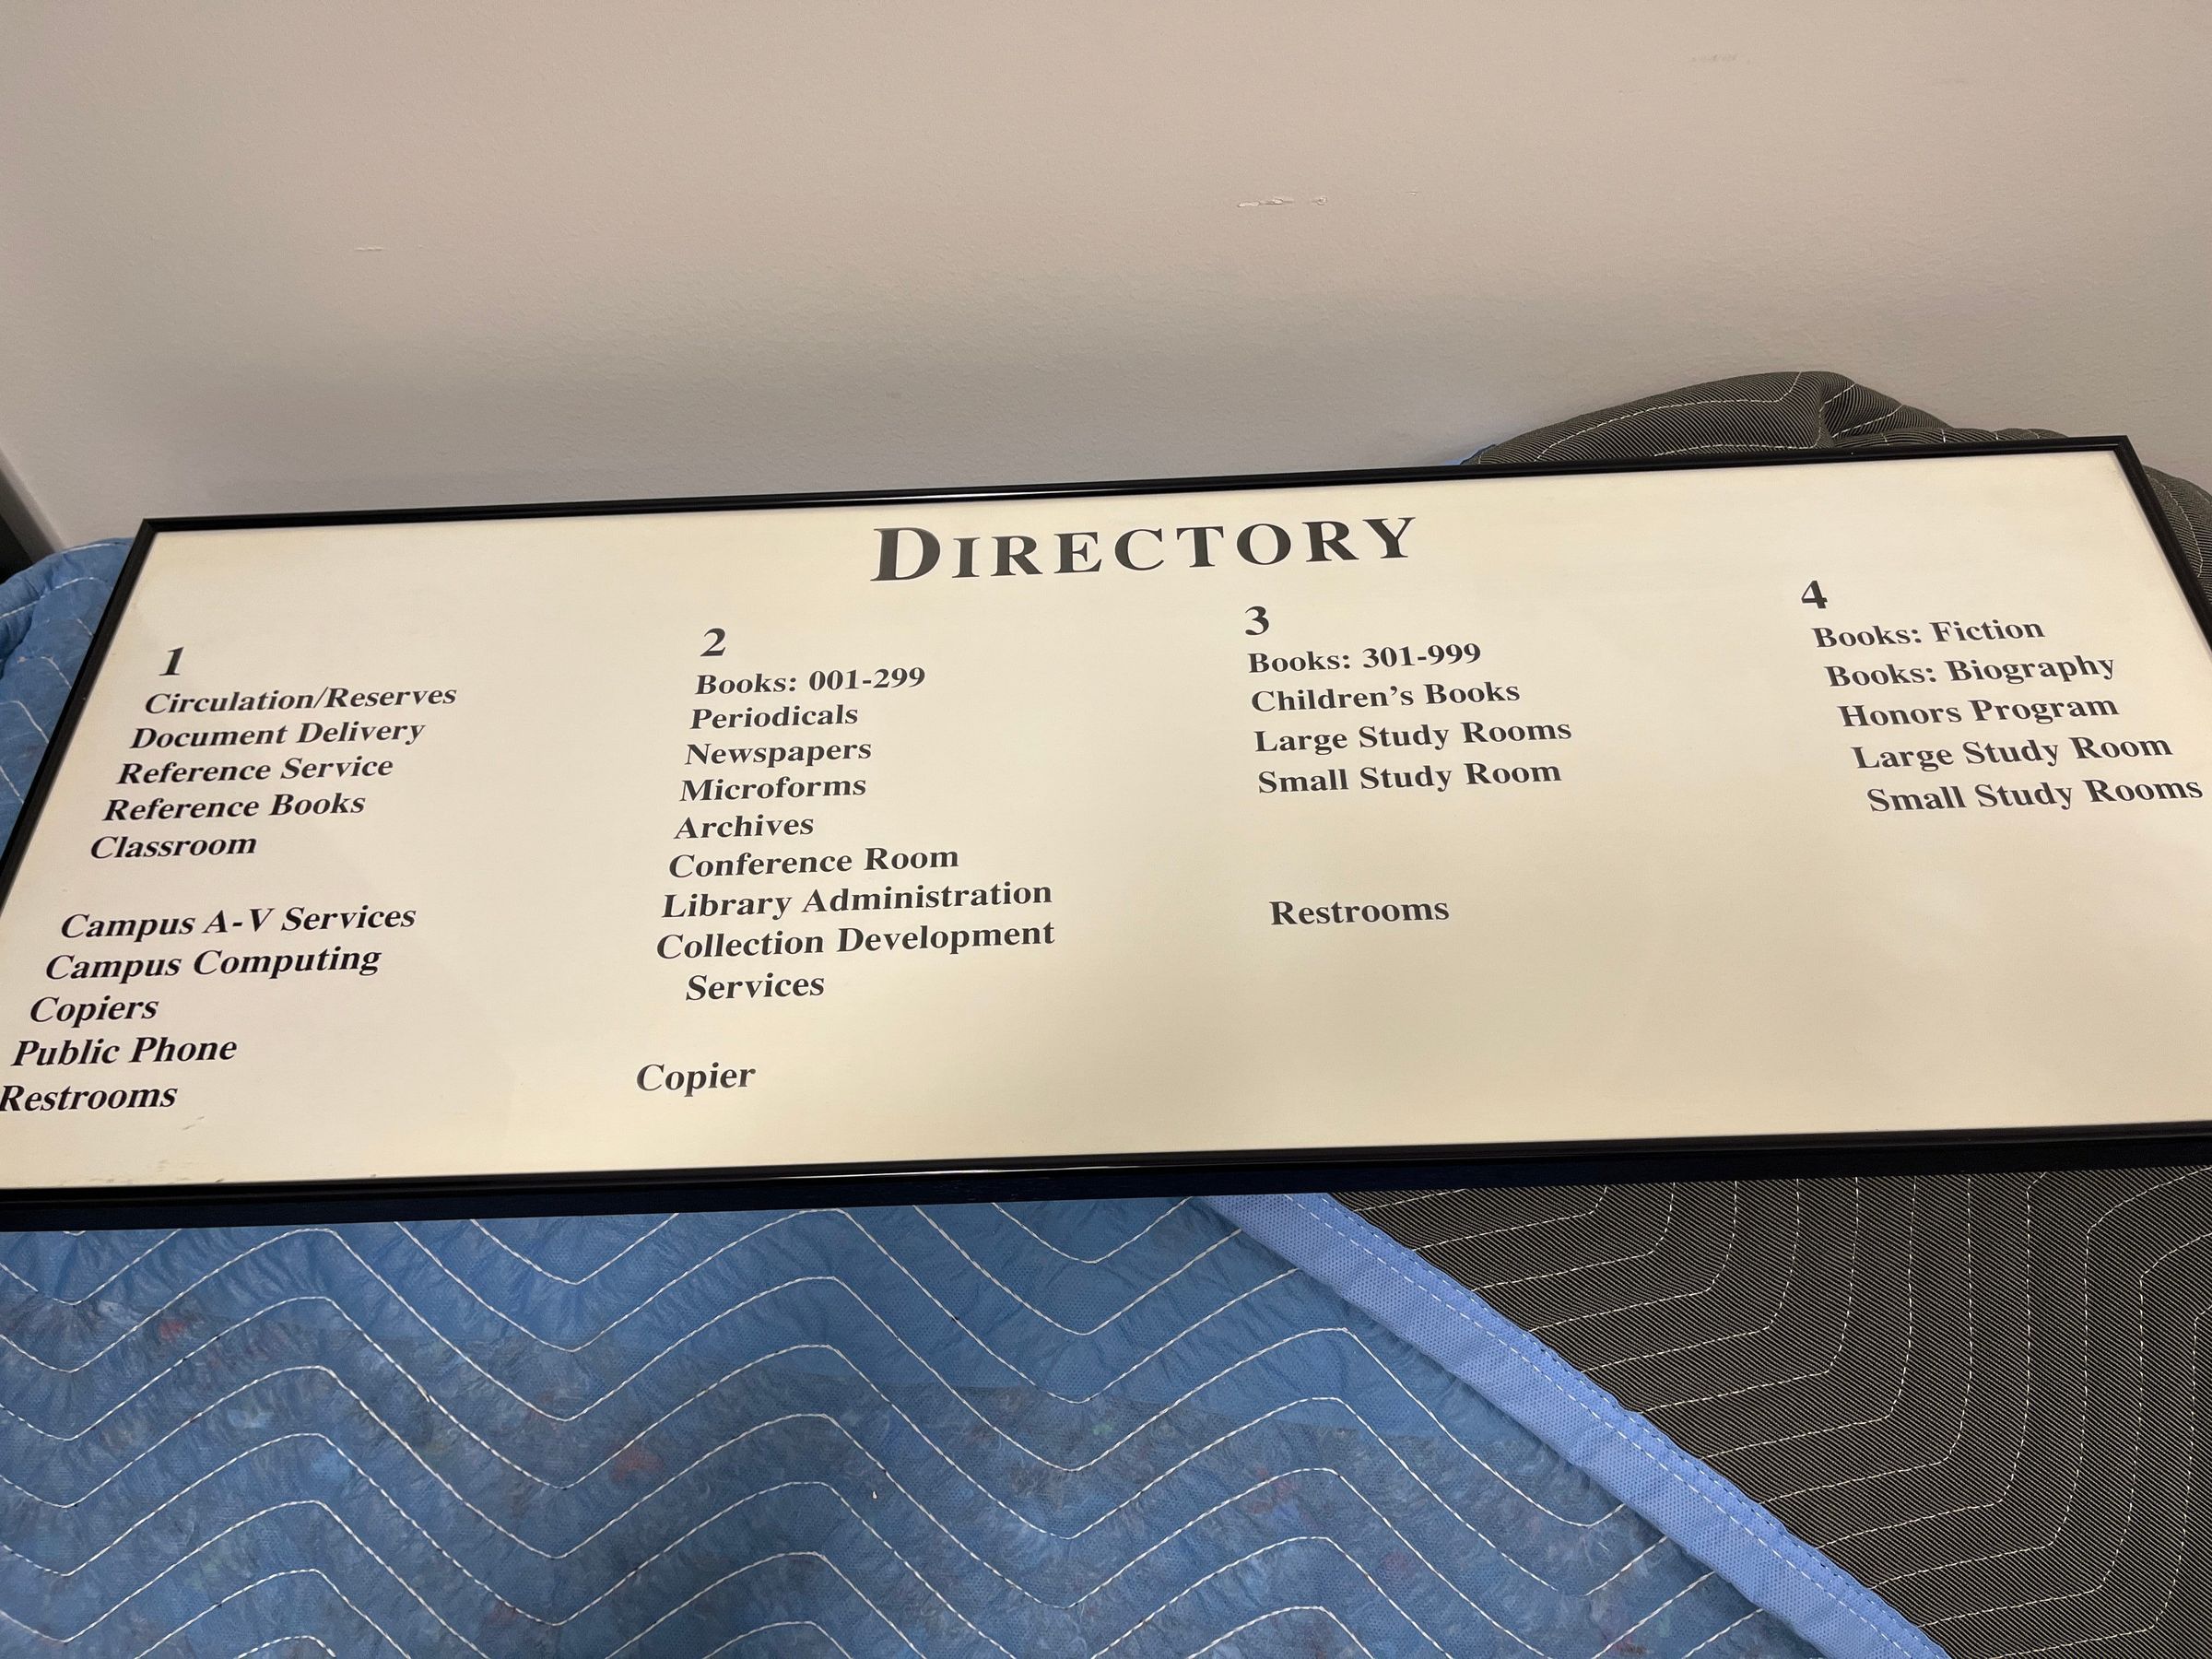 DIRECTORY
1
Circulation/Reserves
Document Delivery
Reference Service
Reference Books
Classroom
Campus A-V Services
Campus Computing
Copiers
Public Phone
Restrooms
2
Books: 001-299
Periodicals
Newspapers
Microforms
Archives
Conference Room
Library Administration
Collection Development
Services
Copier
3
Books: 301-999
Children's Books
Large Study Rooms
Small Study Room
Restrooms
4
Books: Fiction
Books: Biography
Honors Program
Large Study Room
Small Study Rooms